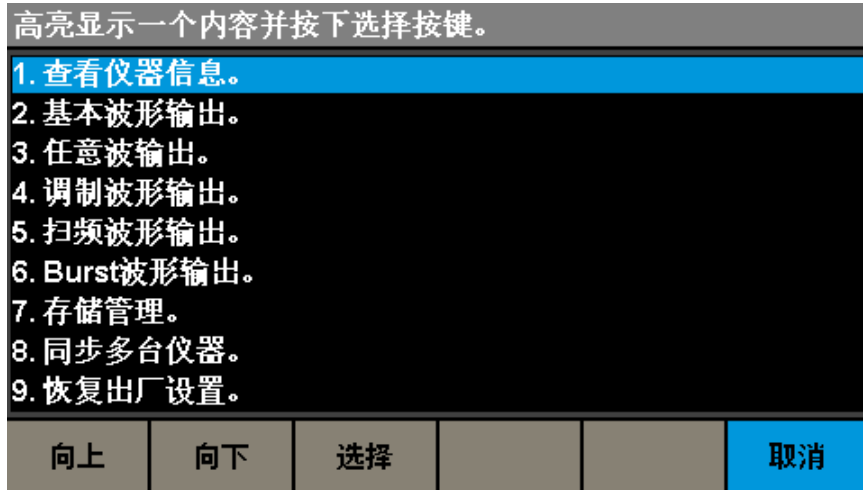 高亮显示一个内容并按下选择按键。
1. 查看仪器信息。
2. 基本波形输出。
3. 任意波输出。
4. 调制波形输出。
5. 扫频波形输出。
6. Burst波形输出。
7. 存储管理。
8. 同步多台仪器。
9. 恢复出厂设置。
向上 向下 选择 取消